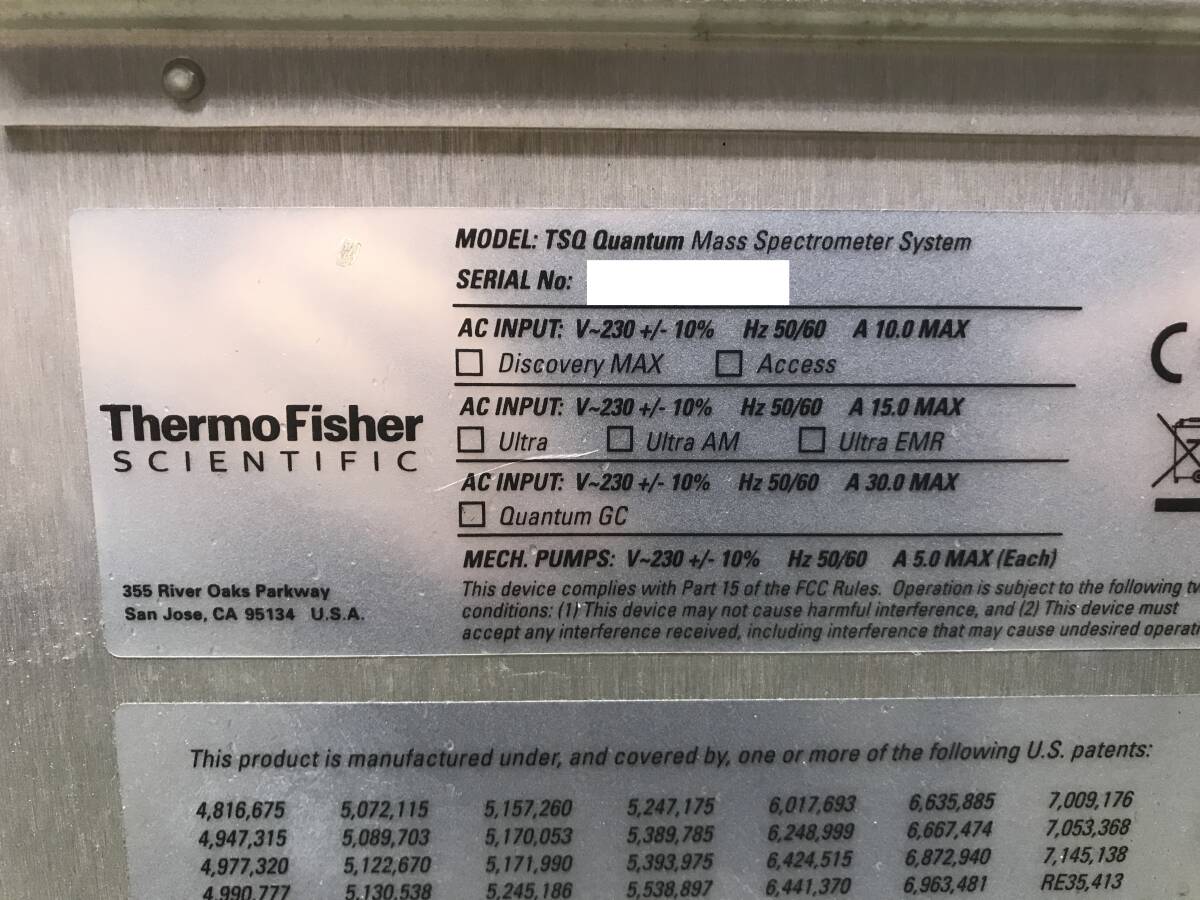 MODEL: TSQ Quantum Mass Spectrometer System
SERIAL No:
AC INPUT: V~230 +/- 10% Hz 50/60 A 10.0 MAX
☐ Discovery MAX ☐ Access
AC INPUT: V~230 +/- 10% Hz 50/60 A 15.0 MAX
☐ Ultra ☐ Ultra AM ☐ Ultra EMR
AC INPUT: V~230 +/- 10% Hz 50/60 A 30.0 MAX
☐ Quantum GC
MECH. PUMPS: V~230 +/- 10% Hz 50/60 A 5.0 MAX (Each)
This device complies with Part 15 of the FCC Rules. Operation is subject to the following tw
conditions: (1) This device may not cause harmful interference, and (2) This device must
accept any interference received, including interference that may cause undesired operati
ThermoFisher
SCIENTIFIC
355 River Oaks Parkway
San Jose, CA 95134 U.S.A.
C
This product is manufactured under, and covered by, one or more of the following U.S. patents:
4,816,675 5,072,115 5,157,260 5,247,175 6,017,693 6,635,885 7,009,176
4,947,315 5,089,703 5,170,053 5,389,785 6,248,999 6,667,474 7,053,368
4,977,320 5,122,670 5,171,990 5,393,975 6,424,515 6,872,940 7,145,138
4,990,777 5,130,538 5,245,186 5,538,897 6,441,370 6,963,481 RE35,413